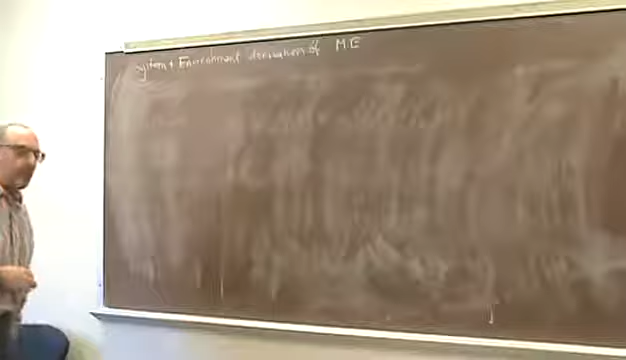 System + Environment derivation of M.E